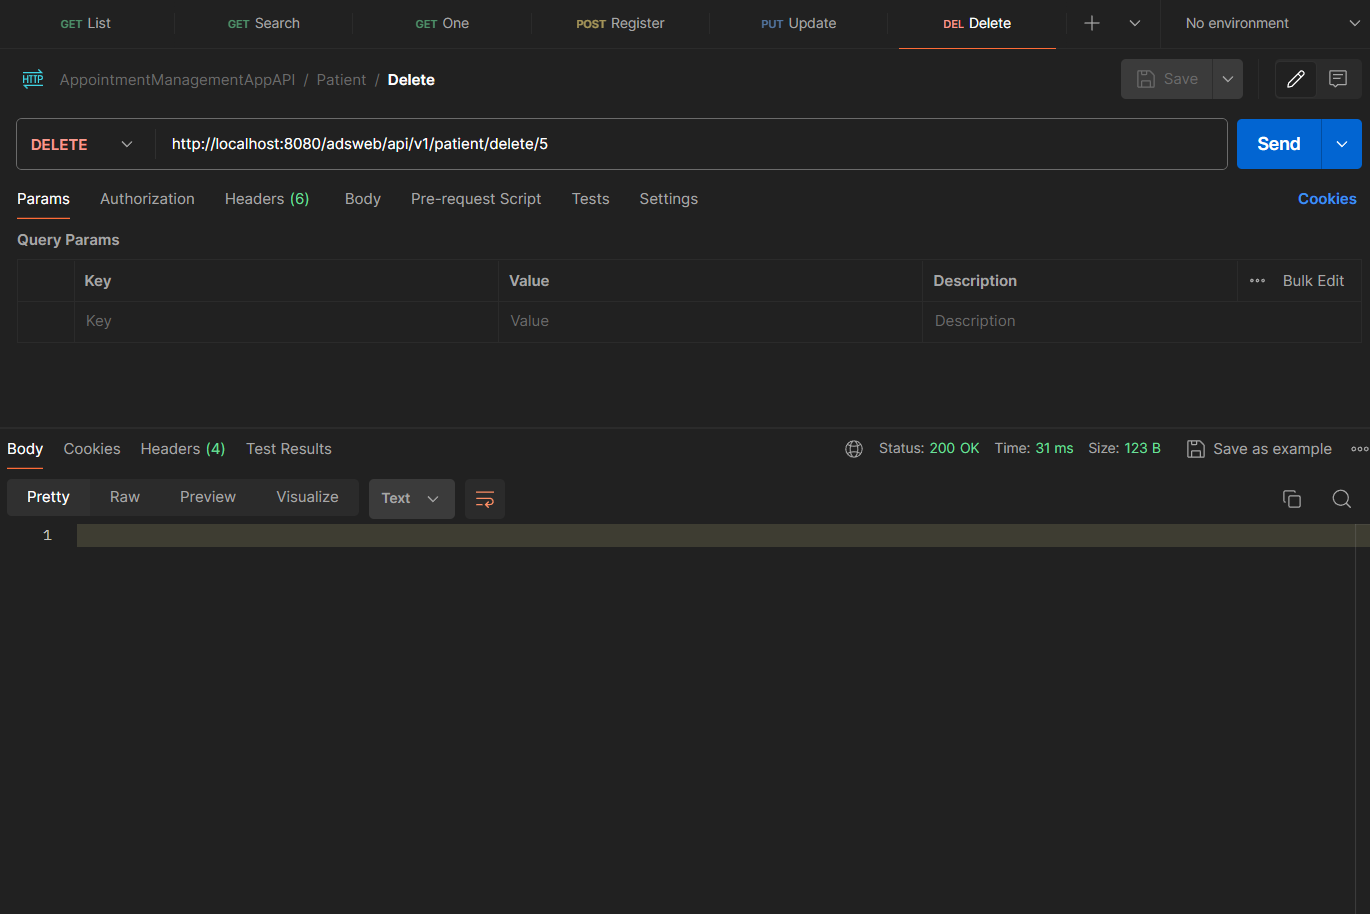 GET List GET Search GET One POST Register PUT Update DEL Delete No environment
HTTP AppointmentManagementAppAPI / Patient / Delete Save
DELETE http://localhost:8080/adsweb/api/v1/patient/delete/5 Send
Params Authorization Headers (6) Body Pre-request Script Tests Settings Cookies
Query Params
Key Value Description Bulk Edit
Key Value Description
Body Cookies Headers (4) Test Results Status: 200 OK Time: 31 ms Size: 123 B Save as example
Pretty Raw Preview Visualize Text
1